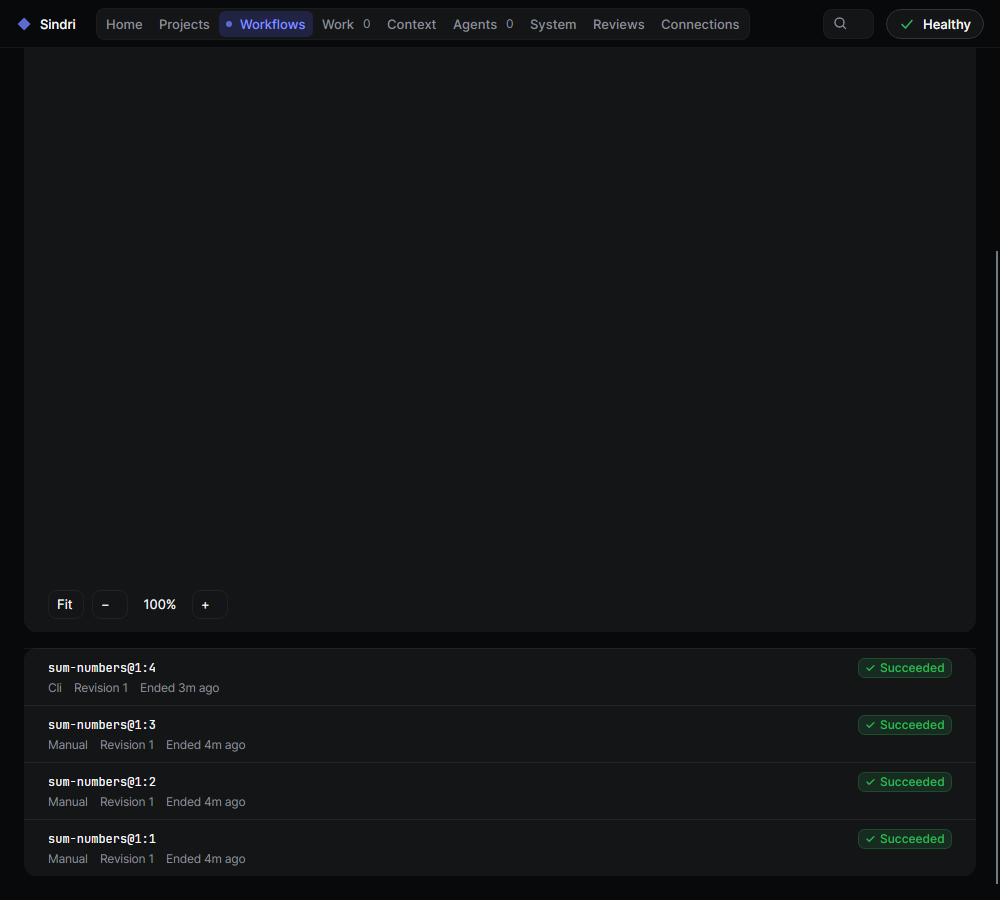 Sindri Home Projects Workflows Work 0 Context Agents 0 System Reviews Connections Healthy
Fit − 100% +
sum-numbers@1:4 Succeeded
Cli Revision 1 Ended 3m ago
sum-numbers@1:3 Succeeded
Manual Revision 1 Ended 4m ago
sum-numbers@1:2 Succeeded
Manual Revision 1 Ended 4m ago
sum-numbers@1:1 Succeeded
Manual Revision 1 Ended 4m ago